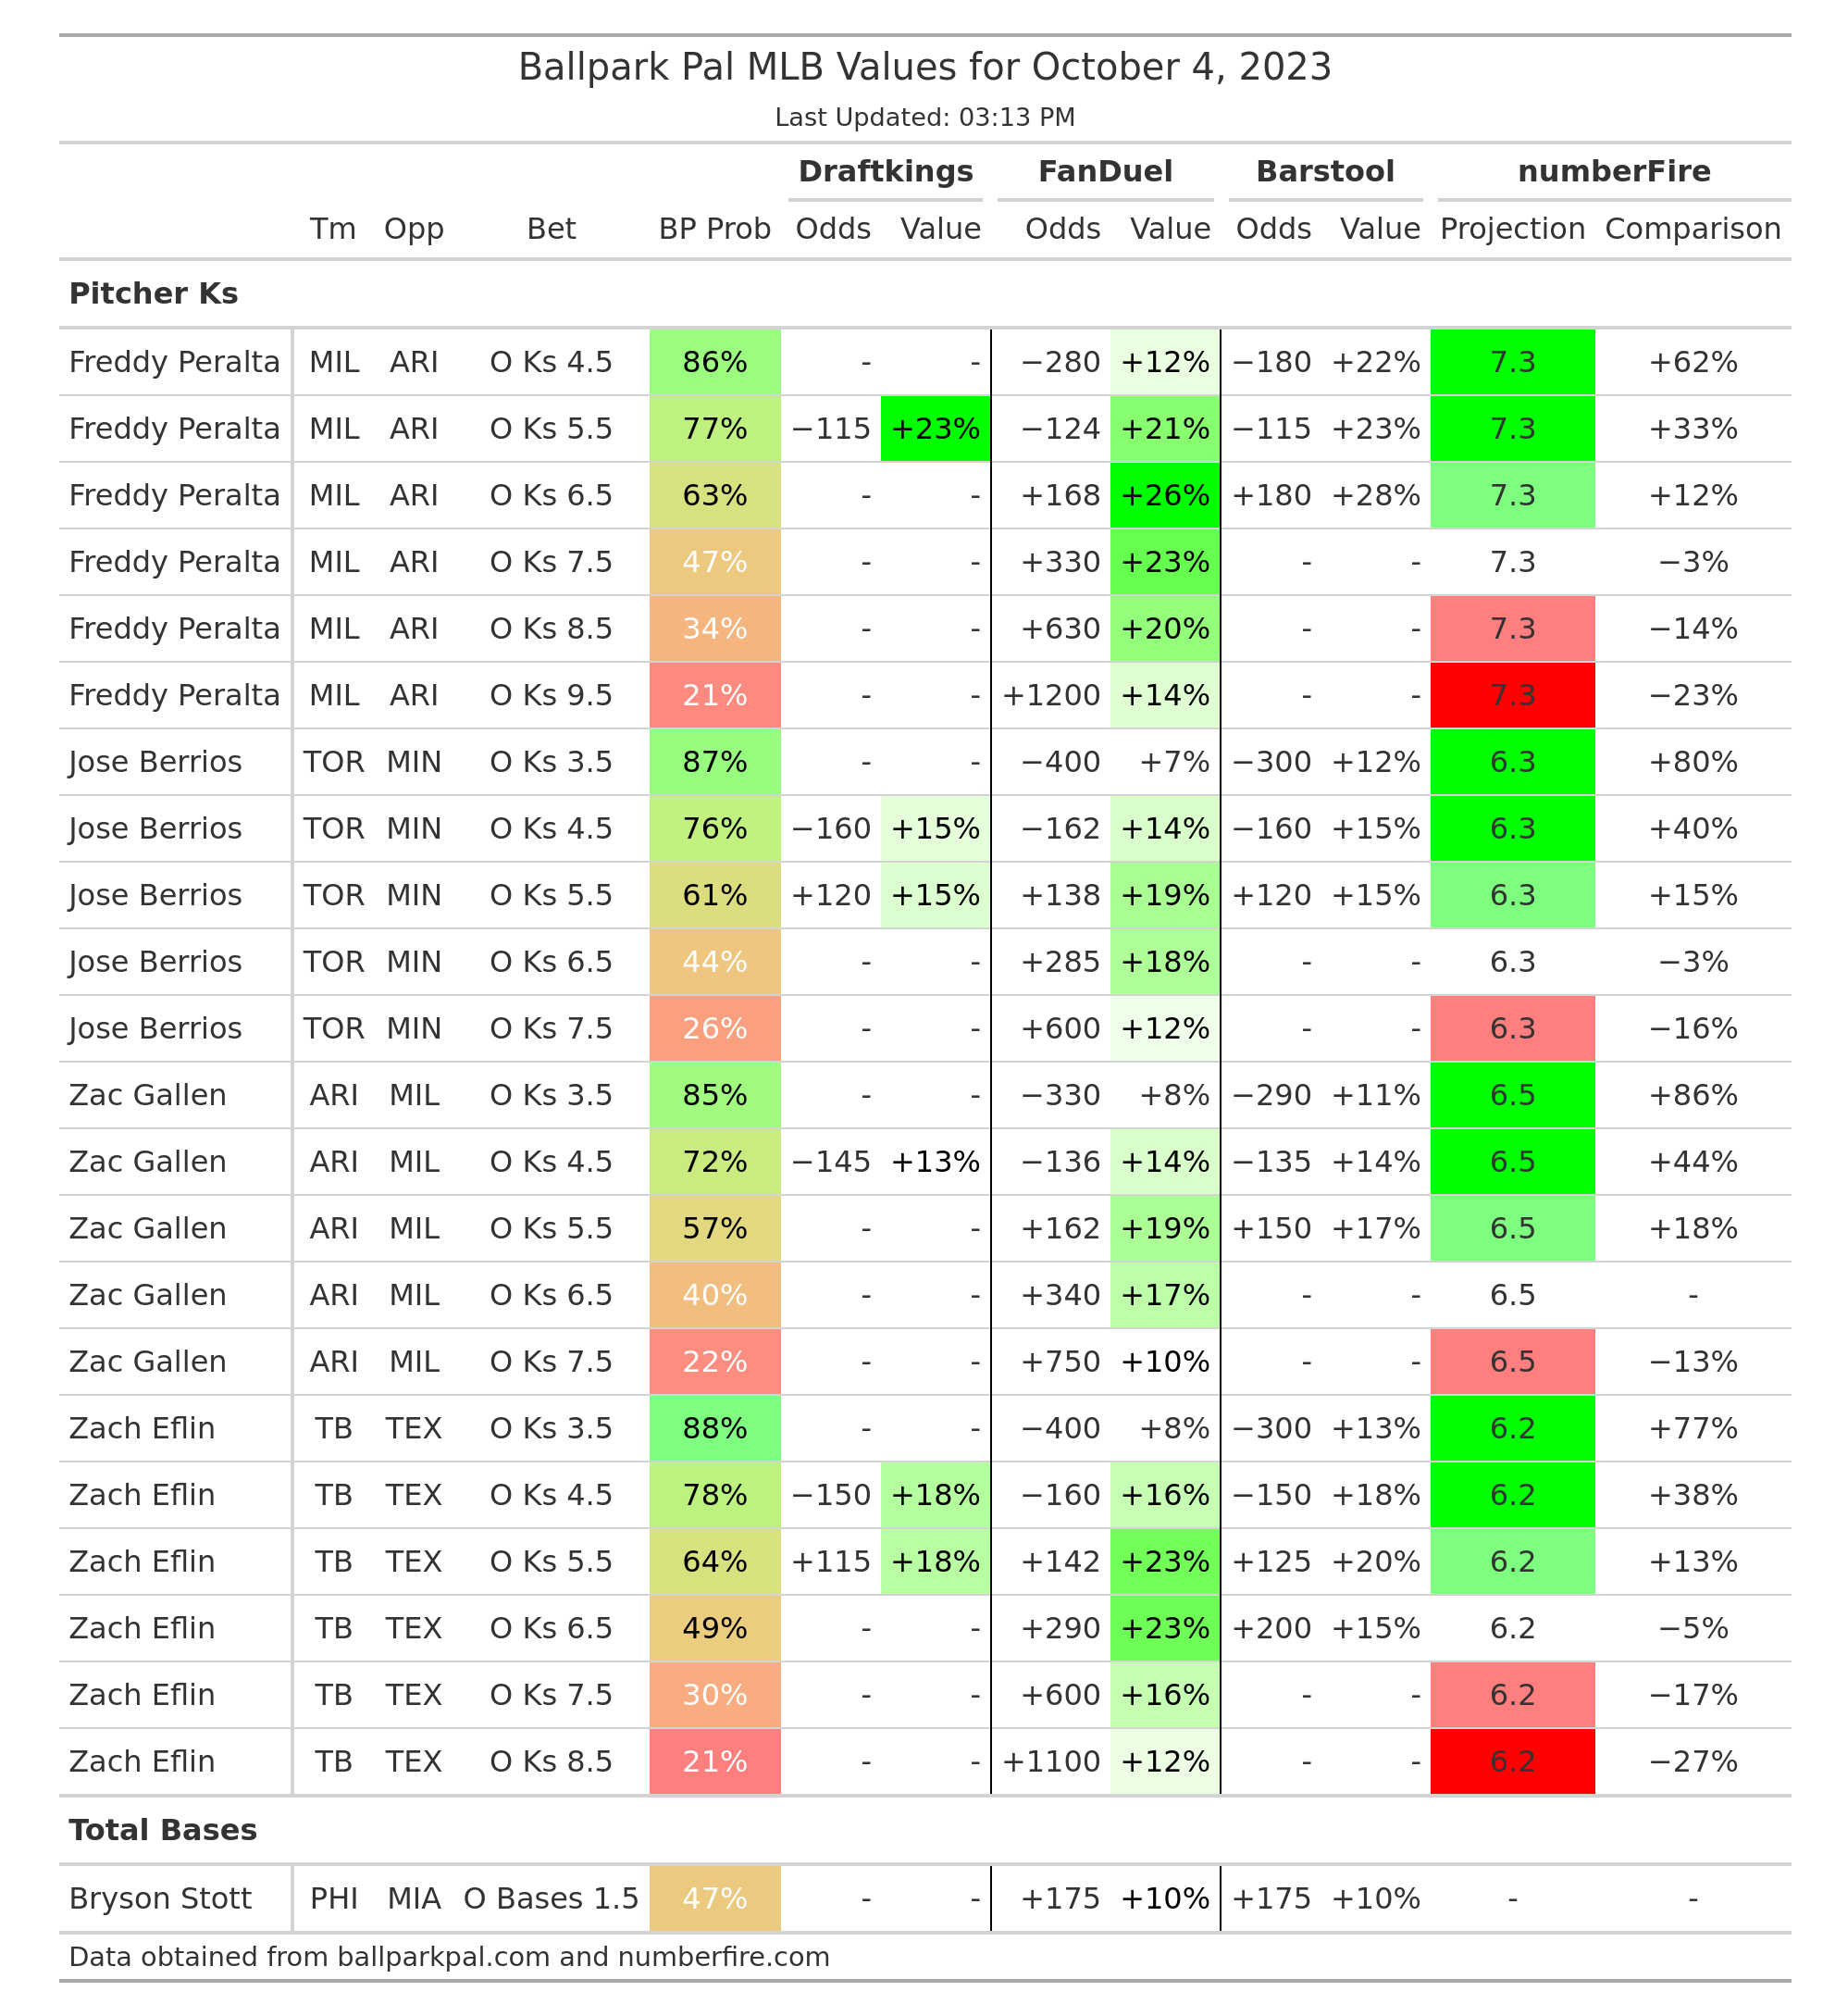 Ballpark Pal MLB Values for October 4, 2023
Last Updated: 03:13 PM
Draftkings FanDuel Barstool numberFire
Tm Opp Bet BP Prob Odds Value Odds Value Odds Value Projection Comparison
Pitcher Ks
Freddy Peralta MIL ARI O Ks 4.5 86% - - −280 +12% −180 +22% 7.3 +62%
Freddy Peralta MIL ARI O Ks 5.5 77% −115 +23% −124 +21% −115 +23% 7.3 +33%
Freddy Peralta MIL ARI O Ks 6.5 63% - - +168 +26% +180 +28% 7.3 +12%
Freddy Peralta MIL ARI O Ks 7.5 47% - - +330 +23% - - 7.3 −3%
Freddy Peralta MIL ARI O Ks 8.5 34% - - +630 +20% - - 7.3 −14%
Freddy Peralta MIL ARI O Ks 9.5 21% - - +1200 +14% - - 7.3 −23%
Jose Berrios TOR MIN O Ks 3.5 87% - - −400 +7% −300 +12% 6.3 +80%
Jose Berrios TOR MIN O Ks 4.5 76% −160 +15% −162 +14% −160 +15% 6.3 +40%
Jose Berrios TOR MIN O Ks 5.5 61% +120 +15% +138 +19% +120 +15% 6.3 +15%
Jose Berrios TOR MIN O Ks 6.5 44% - - +285 +18% - - 6.3 −3%
Jose Berrios TOR MIN O Ks 7.5 26% - - +600 +12% - - 6.3 −16%
Zac Gallen ARI MIL O Ks 3.5 85% - - −330 +8% −290 +11% 6.5 +86%
Zac Gallen ARI MIL O Ks 4.5 72% −145 +13% −136 +14% −135 +14% 6.5 +44%
Zac Gallen ARI MIL O Ks 5.5 57% - - +162 +19% +150 +17% 6.5 +18%
Zac Gallen ARI MIL O Ks 6.5 40% - - +340 +17% - - 6.5 -
Zac Gallen ARI MIL O Ks 7.5 22% - - +750 +10% - - 6.5 −13%
Zach Eflin TB TEX O Ks 3.5 88% - - −400 +8% −300 +13% 6.2 +77%
Zach Eflin TB TEX O Ks 4.5 78% −150 +18% −160 +16% −150 +18% 6.2 +38%
Zach Eflin TB TEX O Ks 5.5 64% +115 +18% +142 +23% +125 +20% 6.2 +13%
Zach Eflin TB TEX O Ks 6.5 49% - - +290 +23% +200 +15% 6.2 −5%
Zach Eflin TB TEX O Ks 7.5 30% - - +600 +16% - - 6.2 −17%
Zach Eflin TB TEX O Ks 8.5 21% - - +1100 +12% - - 6.2 −27%
Total Bases
Bryson Stott PHI MIA O Bases 1.5 47% - - +175 +10% +175 +10% - -
Data obtained from ballparkpal.com and numberfire.com